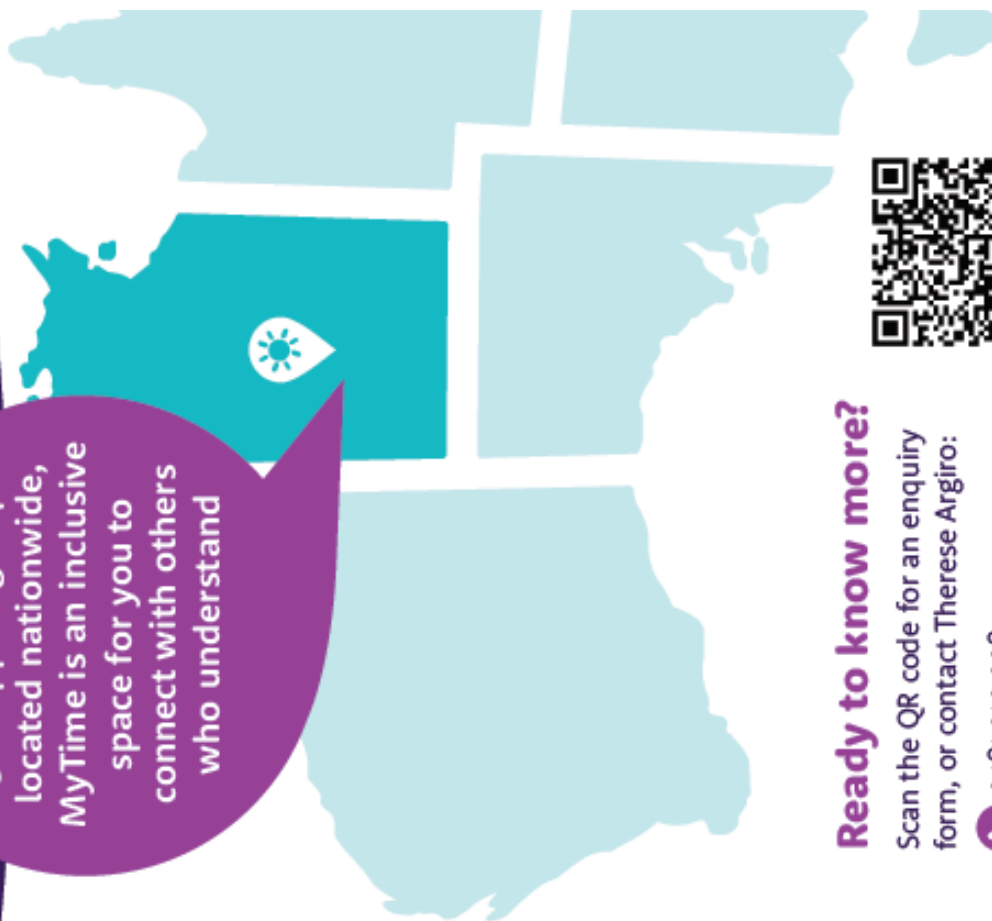 located nationwide,
MyTime is an inclusive
space for you to
connect with others
who understand
Ready to know more?
Scan the QR code for an enquiry
form, or contact Therese Argiro: